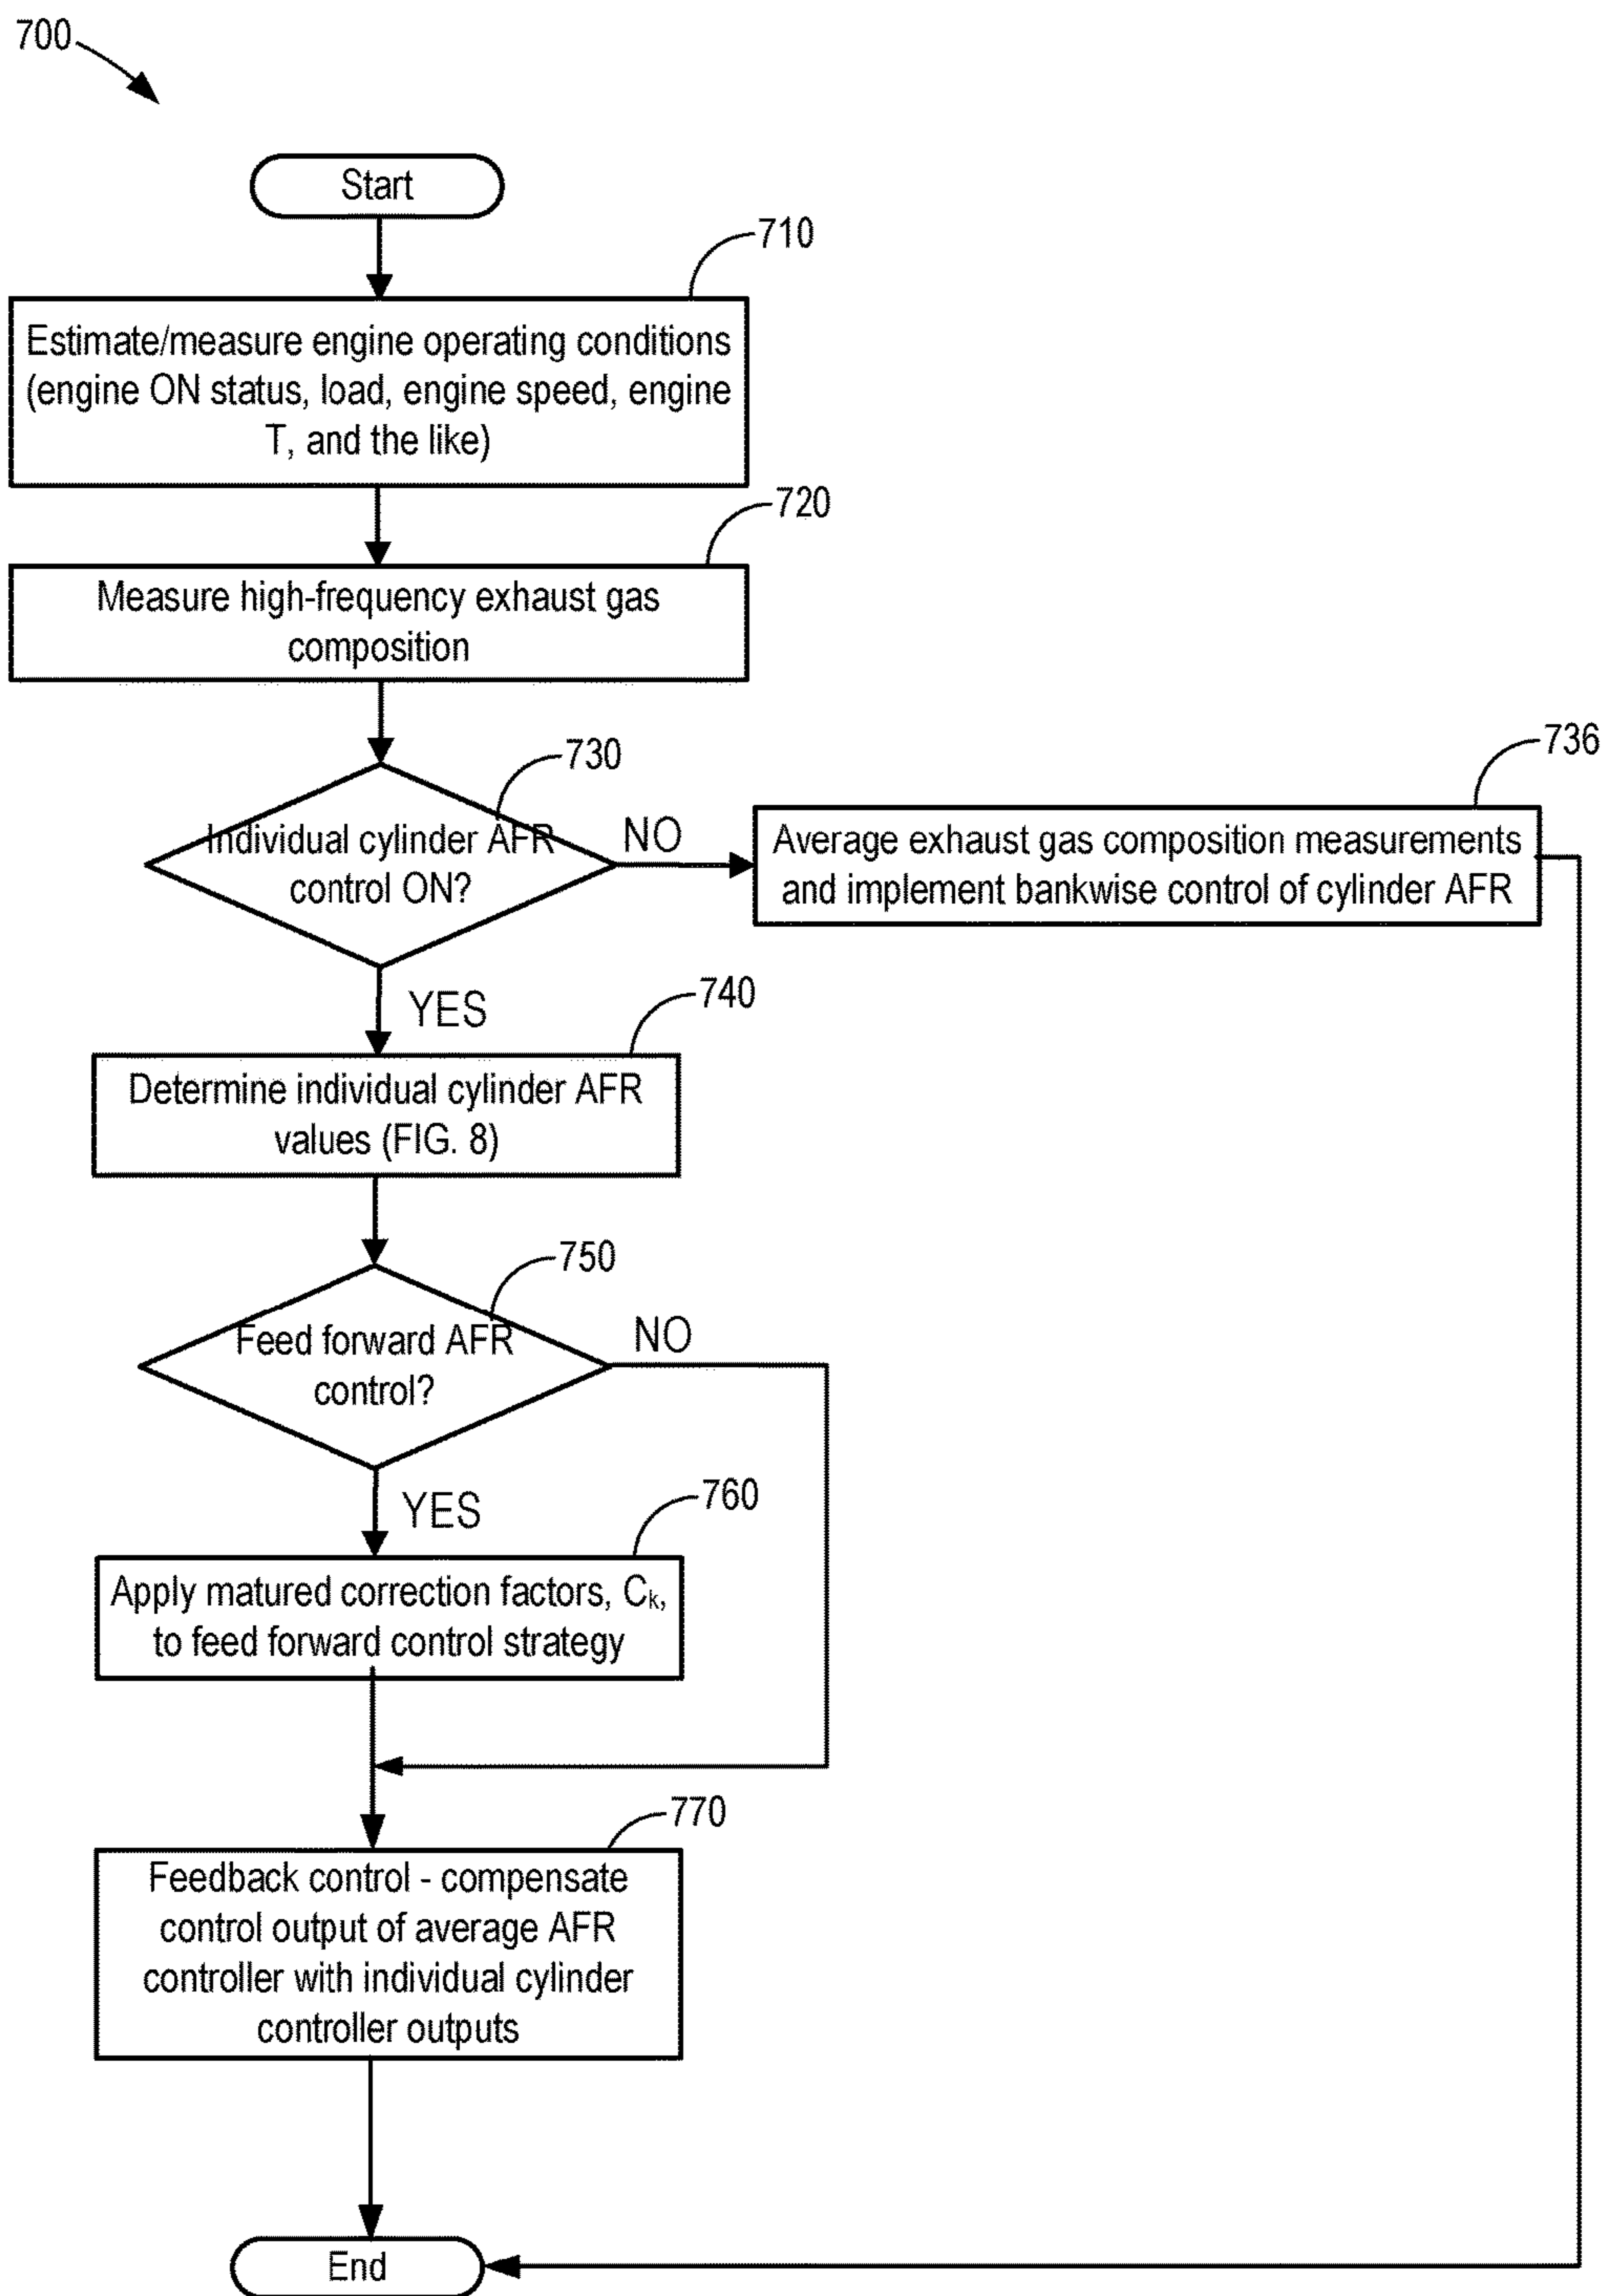 700
Start
710
Estimate/measure engine operating conditions
(engine ON status, load, engine speed, engine
T, and the like)
720
Measure high-frequency exhaust gas
composition
730
Individual cylinder AFR
control ON?
NO
736
Average exhaust gas composition measurements
and implement bankwise control of cylinder AFR
YES
740
Determine individual cylinder AFR
values (FIG. 8)
750
Feed forward AFR
control?
NO
YES
760
Apply matured correction factors, Cₖ,
to feed forward control strategy
770
Feedback control - compensate
control output of average AFR
controller with individual cylinder
controller outputs
End